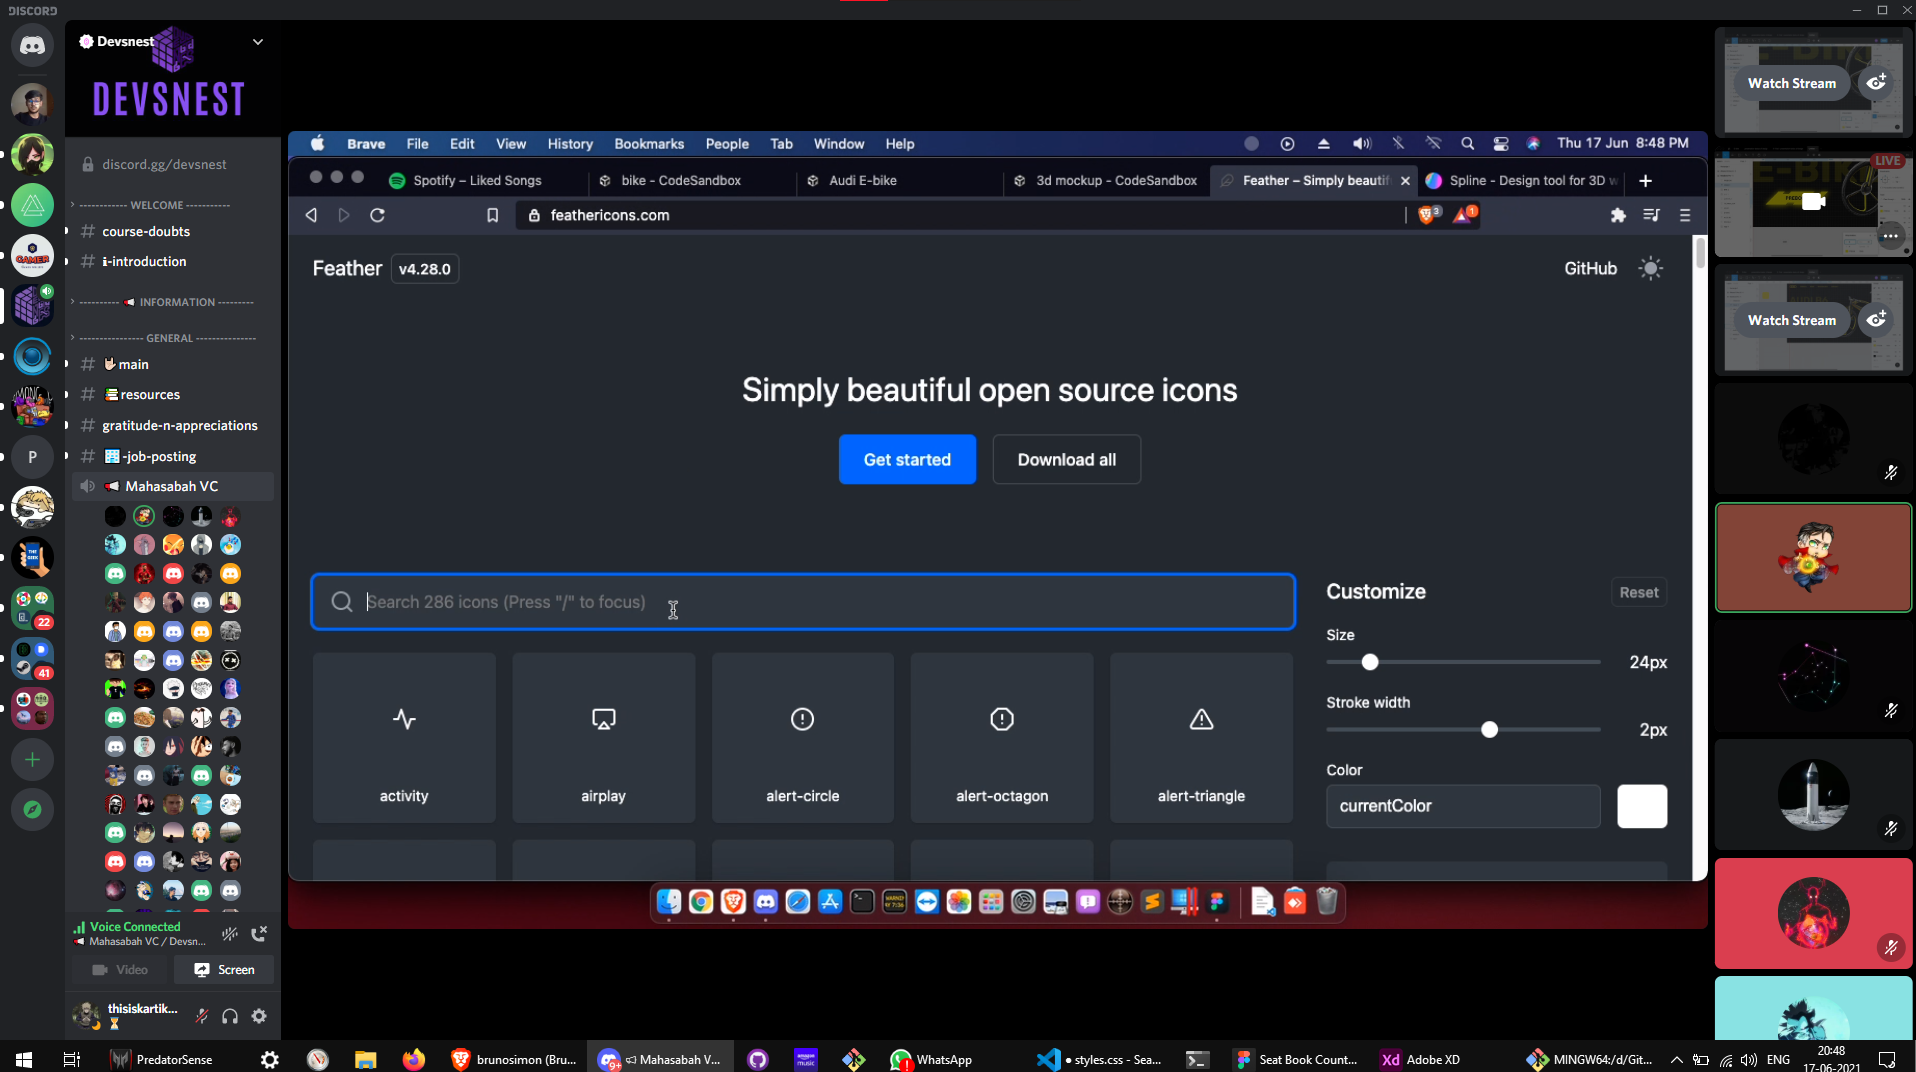 DISCORD
Devsnest
DEVSNEST
discord.gg/devsnest
WELCOME
course-doubts
i-introduction
INFORMATION
GENERAL
main
resources
gratitude-n-appreciations
-job-posting
Mahasabah VC
Voice Connected
Mahasabah VC / Devsn...
Video
Screen
thisiskartik...
P
22
41
Brave File Edit View History Bookmarks People Tab Window Help
Thu 17 Jun 8:48 PM
Spotify – Liked Songs
bike - CodeSandbox
Audi E-bike
3d mockup - CodeSandbox
Feather – Simply beautif
Spline - Design tool for 3D w
feathericons.com
3
1
Feather v4.28.0
GitHub
Simply beautiful open source icons
Get started
Download all
Search 286 icons (Press "/" to focus)
activity
airplay
alert-circle
alert-octagon
alert-triangle
Customize
Reset
Size
24px
Stroke width
2px
Color
currentColor
Watch Stream
LIVE
Watch Stream
PredatorSense
brunosimon (Bru...
9+
Mahasabah V...
WhatsApp
• styles.css - Sea...
Seat Book Count...
Xd Adobe XD
MINGW64:/d/Git...
ENG
20:48
17-06-2021